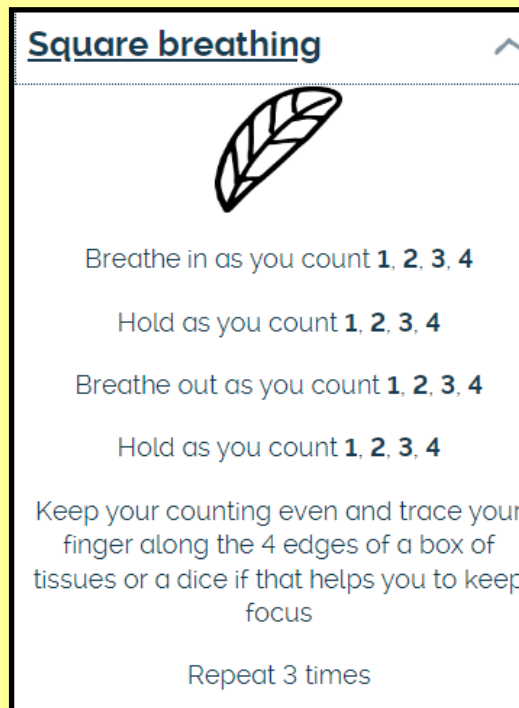 Square breathing
Breathe in as you count 1, 2, 3, 4
Hold as you count 1, 2, 3, 4
Breathe out as you count 1, 2, 3, 4
Hold as you count 1, 2, 3, 4
Keep your counting even and trace your
finger along the 4 edges of a box of
tissues or a dice if that helps you to keep
focus
Repeat 3 times